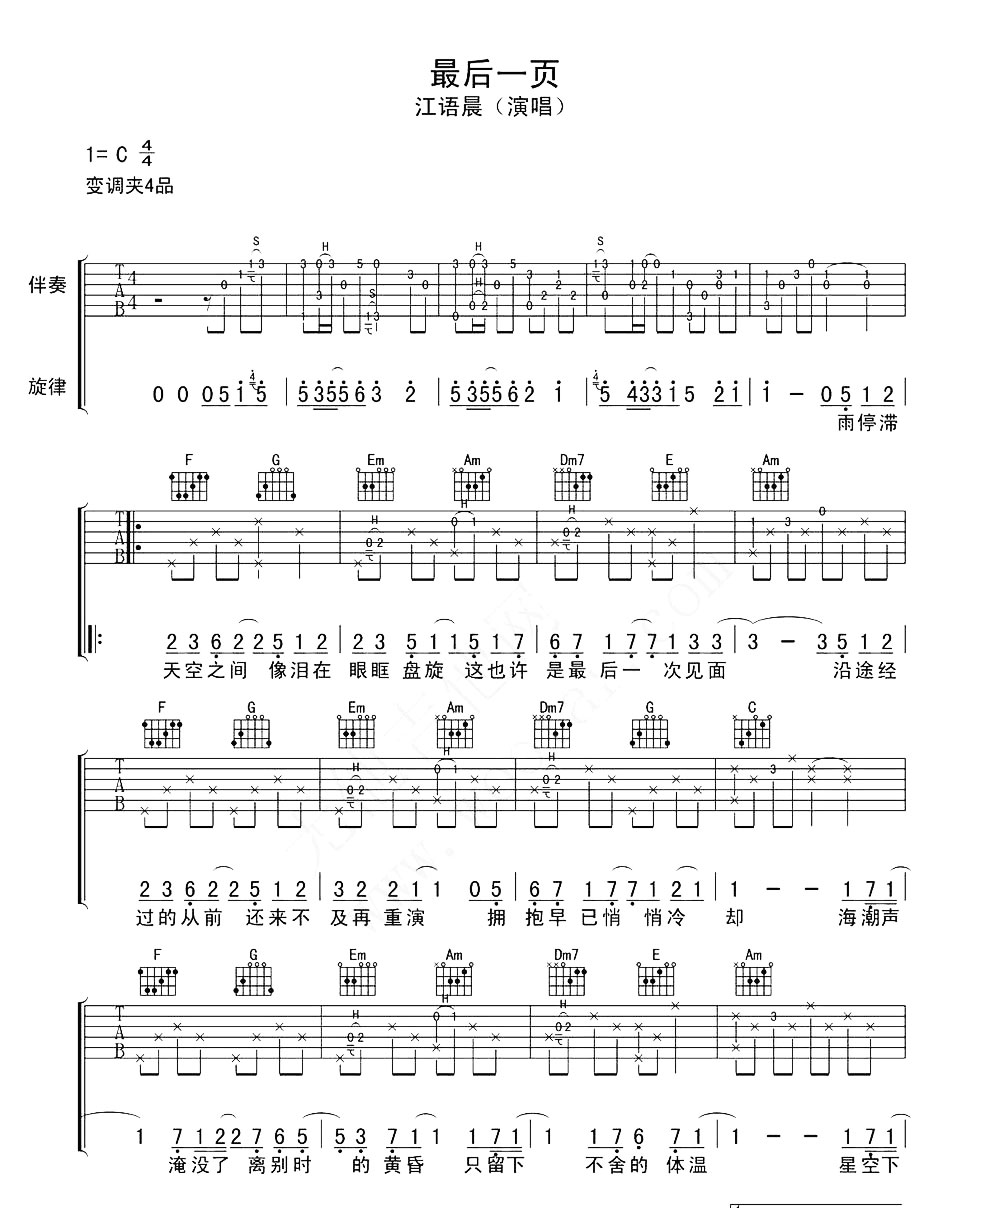 最后一页
江语晨（演唱）
1= C 4/4
变调夹4品
伴奏
旋律
0 0 0 5 1 5 5 3 5 5 6 3 2 5 3 5 5 6 2 1 5 4 3 3 1 5 2 1 1 － 0 5 1 2
雨停滞
F G Em Am Dm7 E Am
2 3 6 2 2 5 1 2 2 3 5 1 1 5 1 7 6 7 1 7 7 1 3 3 3 － 3 5 1 2
天空之间 像泪在 眼眶 盘旋 这也许 是最 后一 次见面 沿途经
F G Em Am Dm7 G C
2 3 6 2 2 5 1 2 3 2 2 1 1 0 5 6 7 1 7 7 1 2 1 1 － － 1 7 1
过的从前 还来不 及再 重演 拥 抱早 已悄 悄冷 却 海潮声
F G Em Am Dm7 E Am
1 7 1 2 2 7 6 5 5 3 7 1 1 1 7 1 1 1 7 6 7 1 1 － － 1 7 1
淹没了 离别时 的 黄昏 只留下 不舍的 体温 星空下